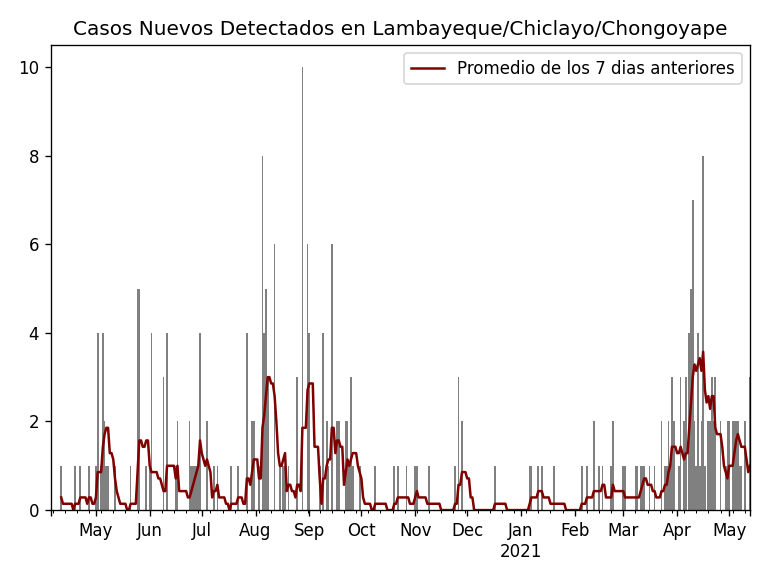 Casos Nuevos Detectados en Lambayeque/Chiclayo/Chongoyape
Promedio de los 7 dias anteriores
10
8
6
4
2
0
May Jun Jul Aug Sep Oct Nov Dec Jan Feb Mar Apr May
2021